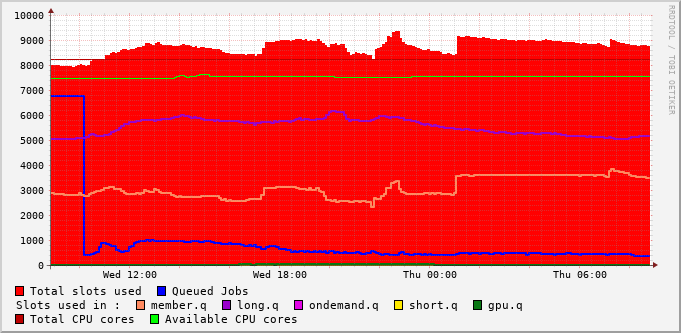 10000
9000
8000
7000
6000
5000
4000
3000
2000
1000
0
Wed 12:00 Wed 18:00 Thu 00:00 Thu 06:00
RRDTOOL / TOBI OETIKER
Total slots used Queued Jobs
Slots used in : member.q long.q ondemand.q short.q gpu.q
Total CPU cores Available CPU cores